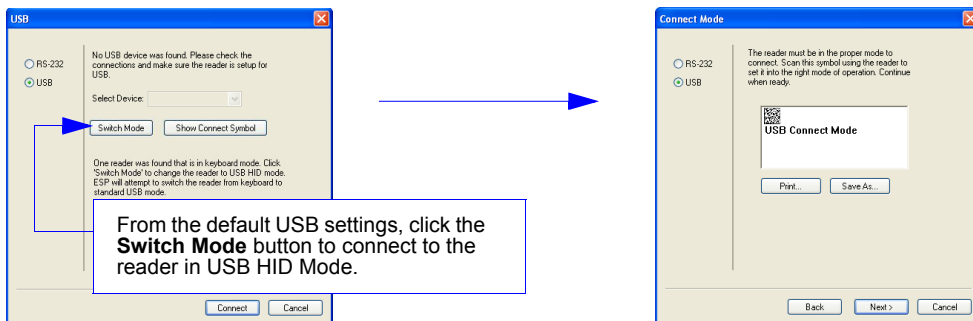 USB
RS-232
USB
No USB device was found. Please check the
connections and make sure the reader is setup for
USB.
Select Device:
Switch Mode
Show Connect Symbol
One reader was found that is in keyboard mode. Click
'Switch Mode' to change the reader to USB HID mode.
ESP will attempt to switch the reader from keyboard to
standard USB mode.
From the default USB settings, click the
Switch Mode button to connect to the
reader in USB HID Mode.
Connect
Cancel
Connect Mode
RS-232
USB
The reader must be in the proper mode to
connect. Scan this symbol using the reader to
set it into the right mode of operation. Continue
when ready.
USB Connect Mode
Print...
Save As...
Back
Next >
Cancel